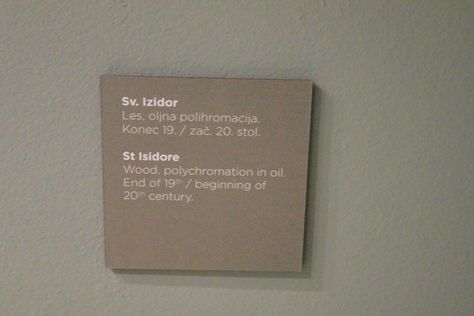 Sv. Izidor
Les, oljna polihromacija.
Konec 19. / zač. 20. stol.
St Isidore
Wood, polychromation in oil.
End of 19th / beginning of
20th century.